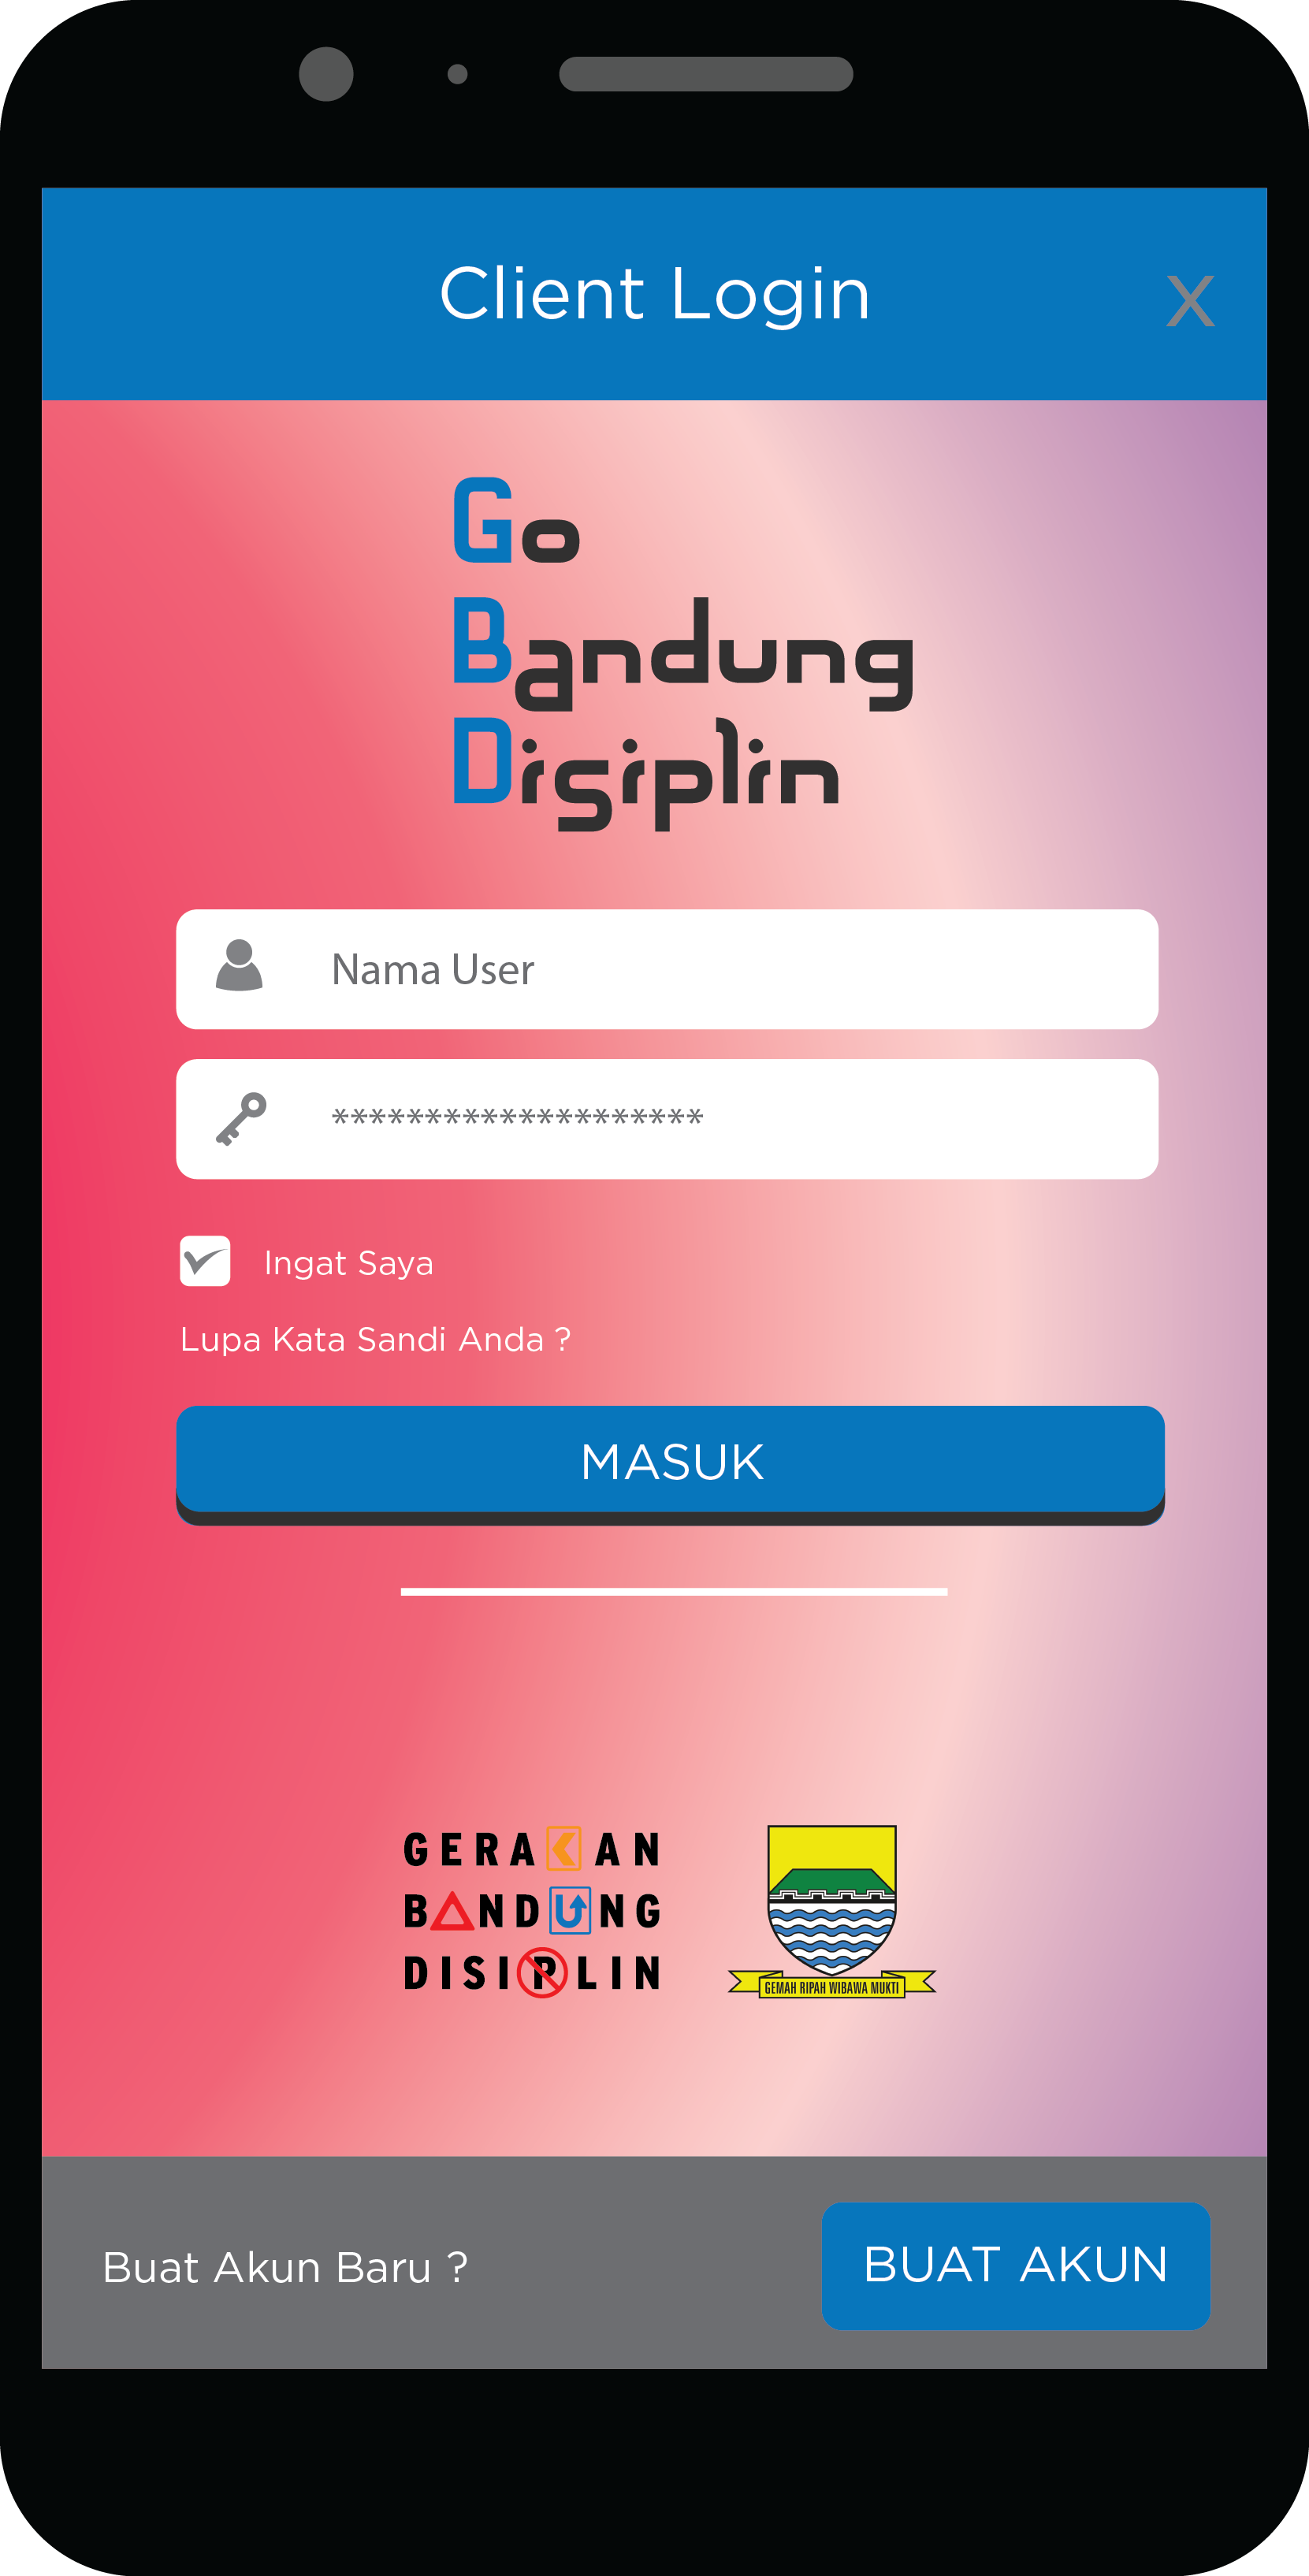 Client Login
X
Go
Bandung
Disiplin
Nama User
********************
Ingat Saya
Lupa Kata Sandi Anda ?
MASUK
GERAKAN
BANDUNG
DISIPLIN
GEMAH RIPAH WIBAWA MUKTI
Buat Akun Baru ?
BUAT AKUN